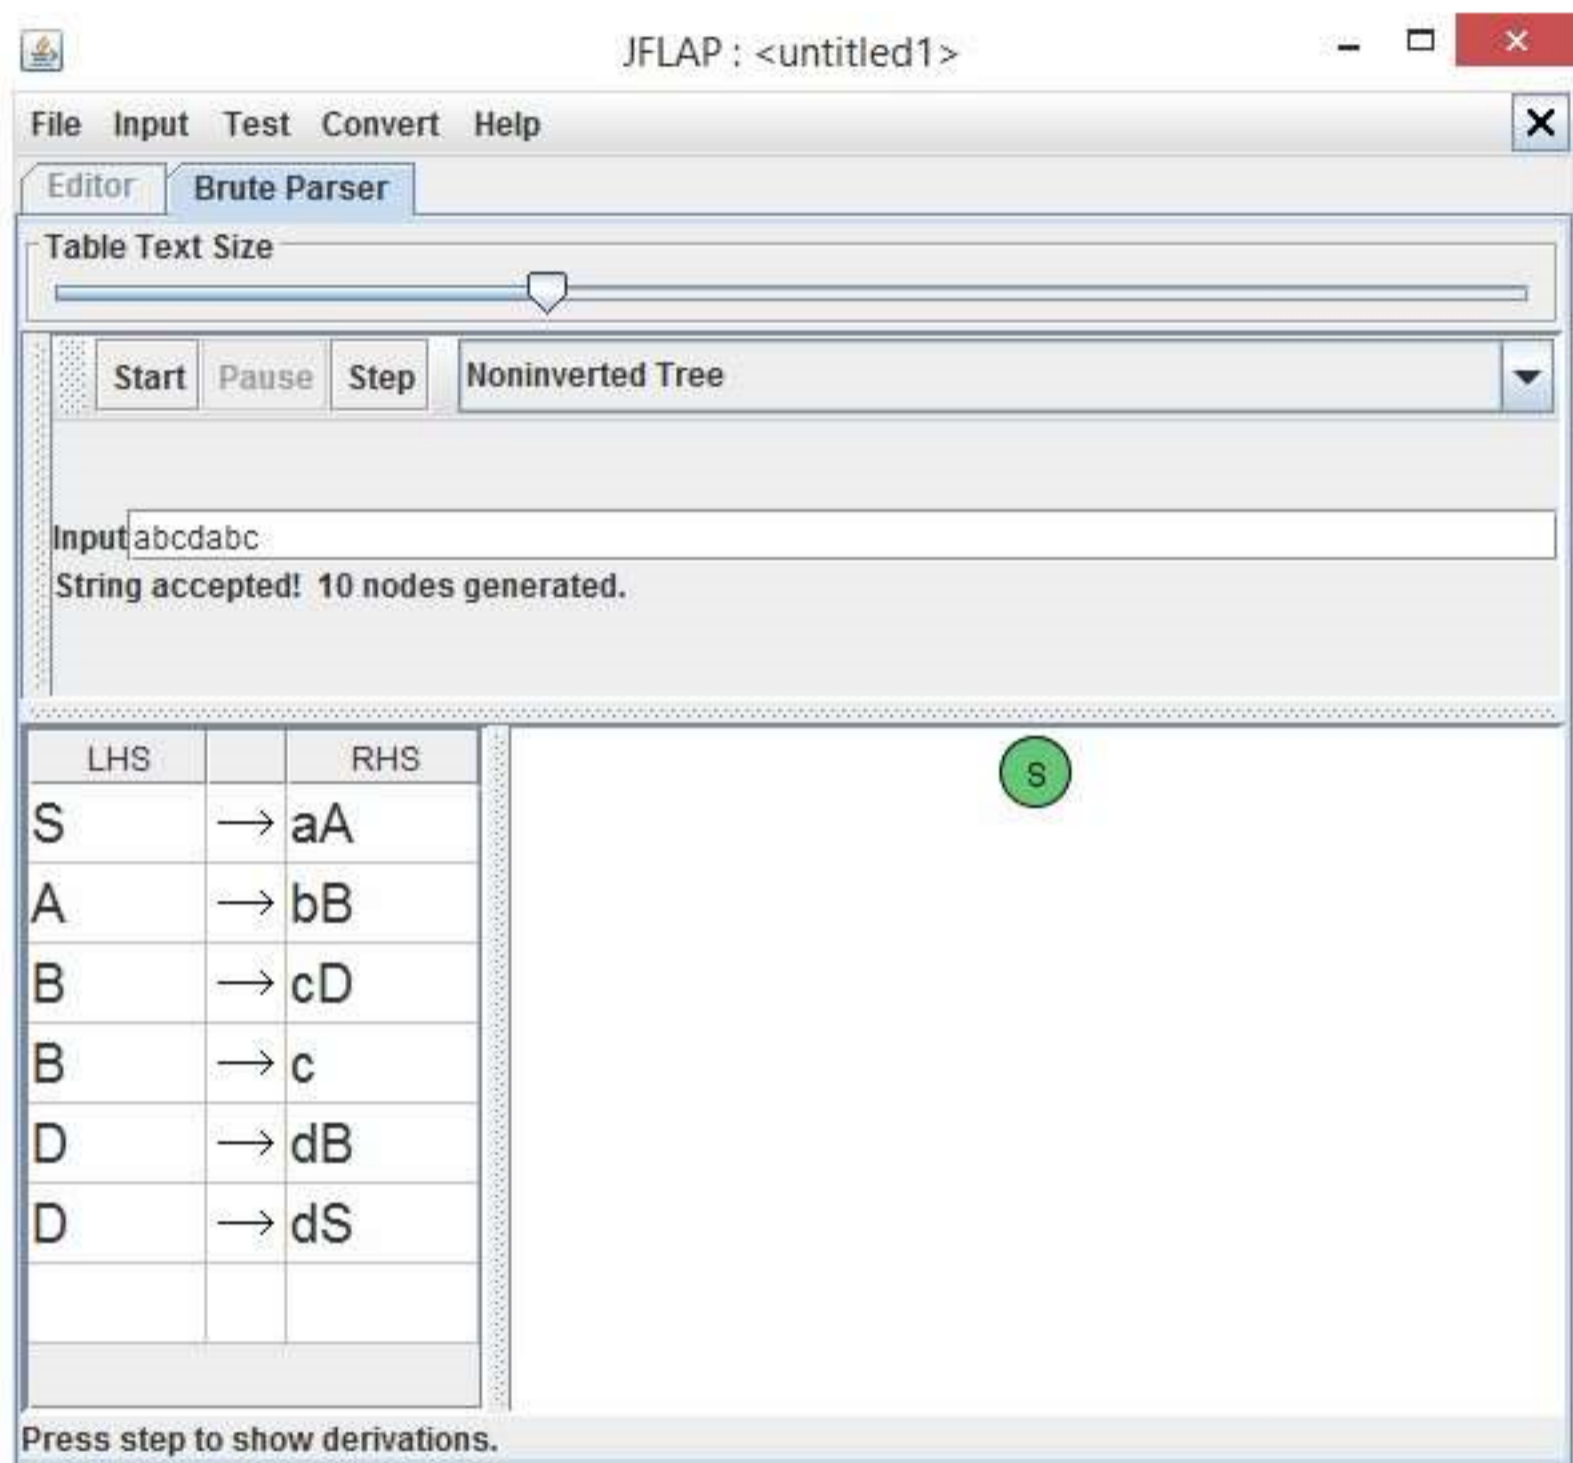 JFLAP : <untitled1>
File Input Test Convert Help
Editor Brute Parser
Table Text Size
Start Pause Step Noninverted Tree
Input abcdabc
String accepted! 10 nodes generated.
LHS RHS
S → aA
A → bB
B → cD
B → c
D → dB
D → dS
S
Press step to show derivations.